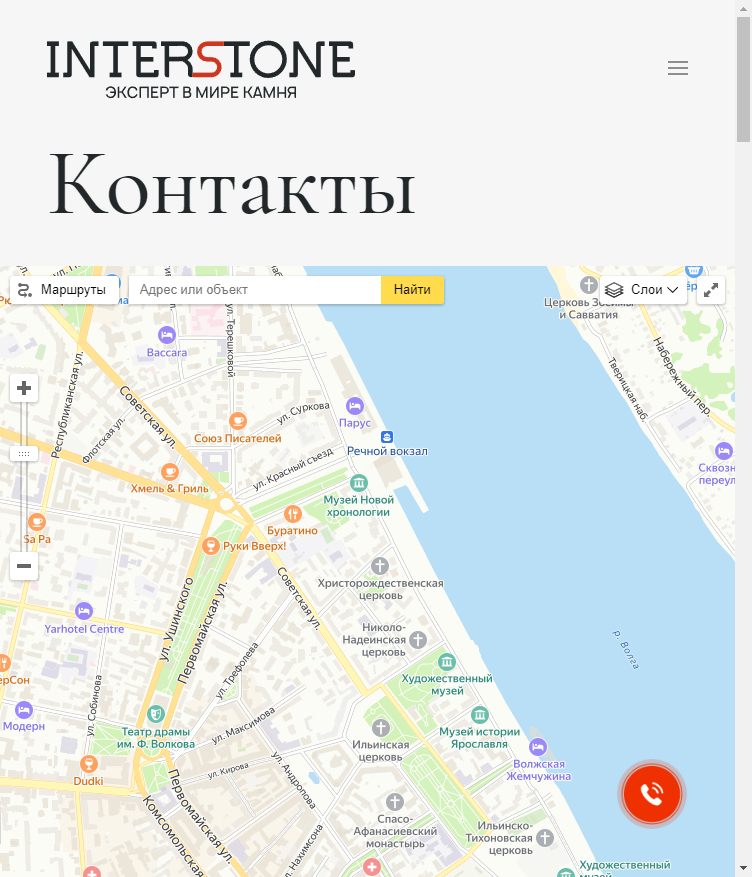 INTERSTONE
ЭКСПЕРТ В МИРЕ КАМНЯ
Контакты
Маршруты
Адрес или объект
Найти
Слои
Церковь Зосимы
и Савватия
ул. Терешковой
Baccara
Республиканская ул.
Флотская ул.
Советская ул.
Союз Писателей
ул. Суркова
Парус
Речной вокзал
Тверицкая наб.
Набережный пер.
Сквозн
переул
ул. Красный съезд
Хмель & Гриль
Музей Новой
хронологии
Буратино
Sa Pa
Руки Вверх!
Христорождественская
церковь
Советская ул.
ул. Ушинского
Первомайская ул.
Yarhotel Centre
Николо-
Надеинская
церковь
р. Волга
ерСон
ул. Трефолева
Художественный
музей
ул. Собинова
Модерн
Театр драмы
им. Ф. Волкова
ул. Максимова
Ильинская
церковь
Музей истории
Ярославля
Волжская
Жемчужина
Dudki
ул. Кирова
ул. Андропова
Первомайская ул.
Комсомольская
Спасо-
Афанасиевский
монастырь
Ильинско-
Тихоновская
церковь
ул. Нахимсона
Художественный
музей